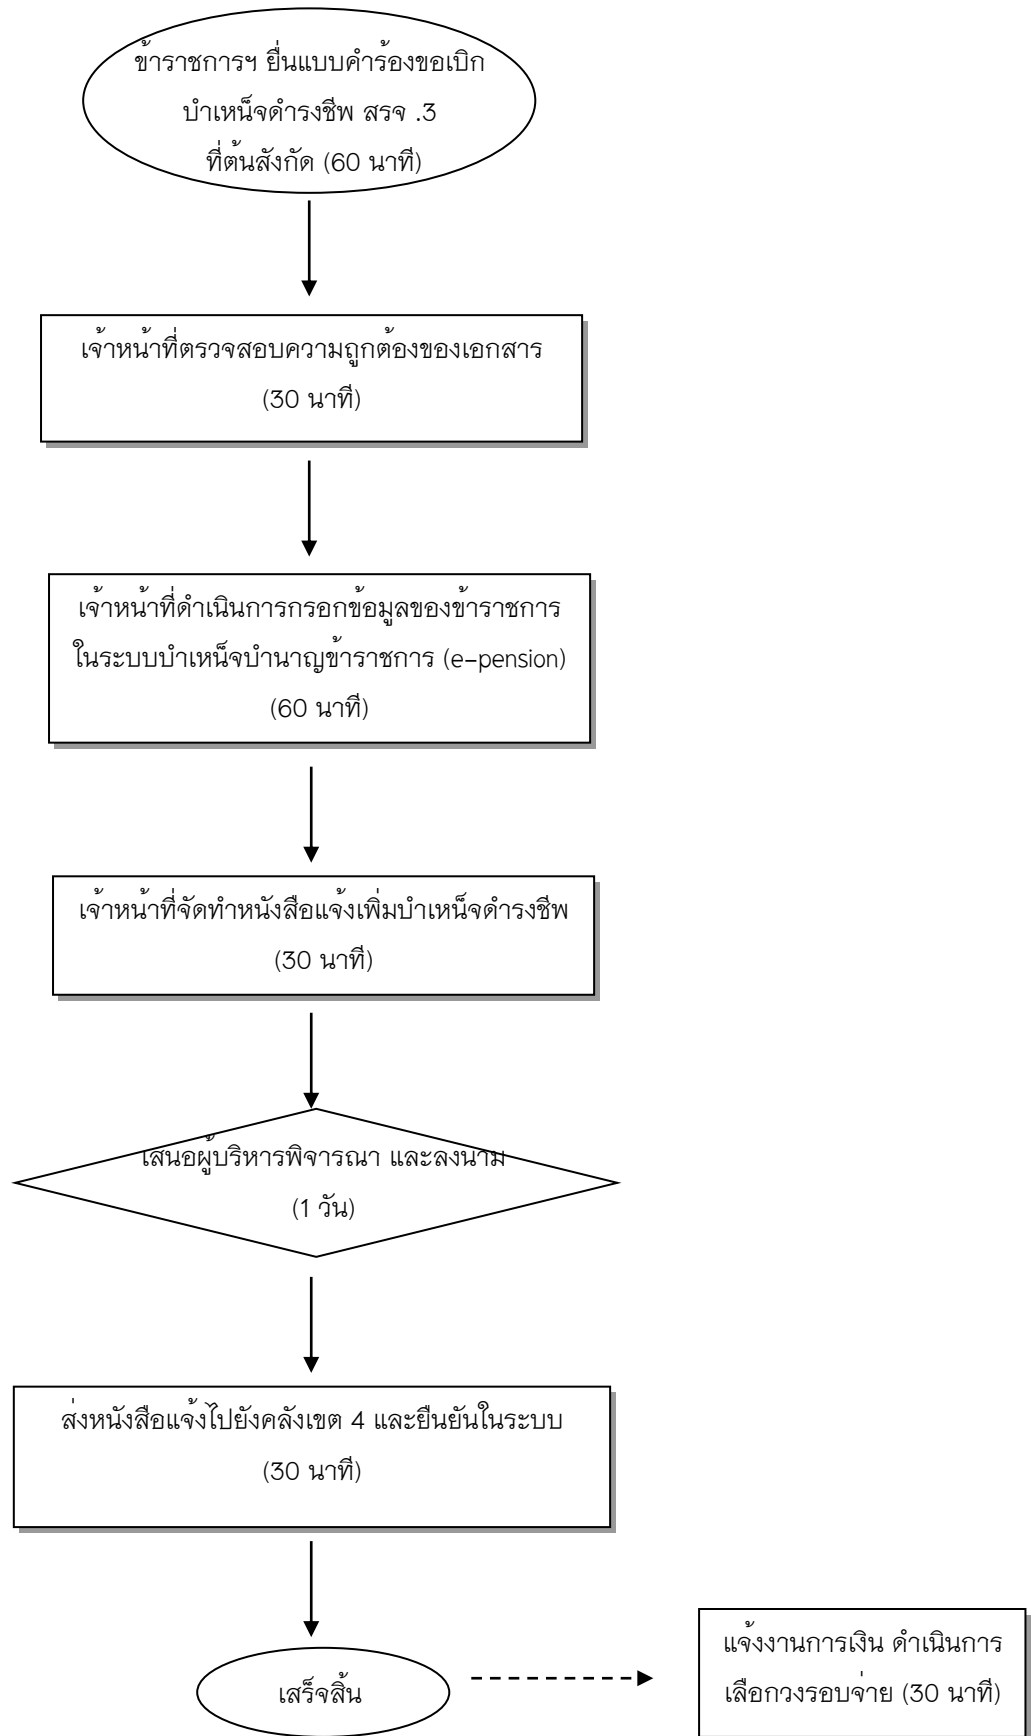 ข้าราชการฯ ยื่นแบบคำร้องขอเบิก
บำเหน็จดำรงชีพ สรจ .3
ที่ต้นสังกัด (60 นาที)
เจ้าหน้าที่ตรวจสอบความถูกต้องของเอกสาร
(30 นาที)
เจ้าหน้าที่ดำเนินการกรอกข้อมูลของข้าราชการ
ในระบบบำเหน็จบำนาญข้าราชการ (e-pension)
(60 นาที)
เจ้าหน้าที่จัดทำหนังสือแจ้งเพิ่มบำเหน็จดำรงชีพ
(30 นาที)
เสนอผู้บริหารพิจารณา และลงนาม
(1 วัน)
ส่งหนังสือแจ้งไปยังคลังเขต 4 และยืนยันในระบบ
(30 นาที)
เสร็จสิ้น
แจ้งงานการเงิน ดำเนินการ
เลือกวงรอบจ่าย (30 นาที)